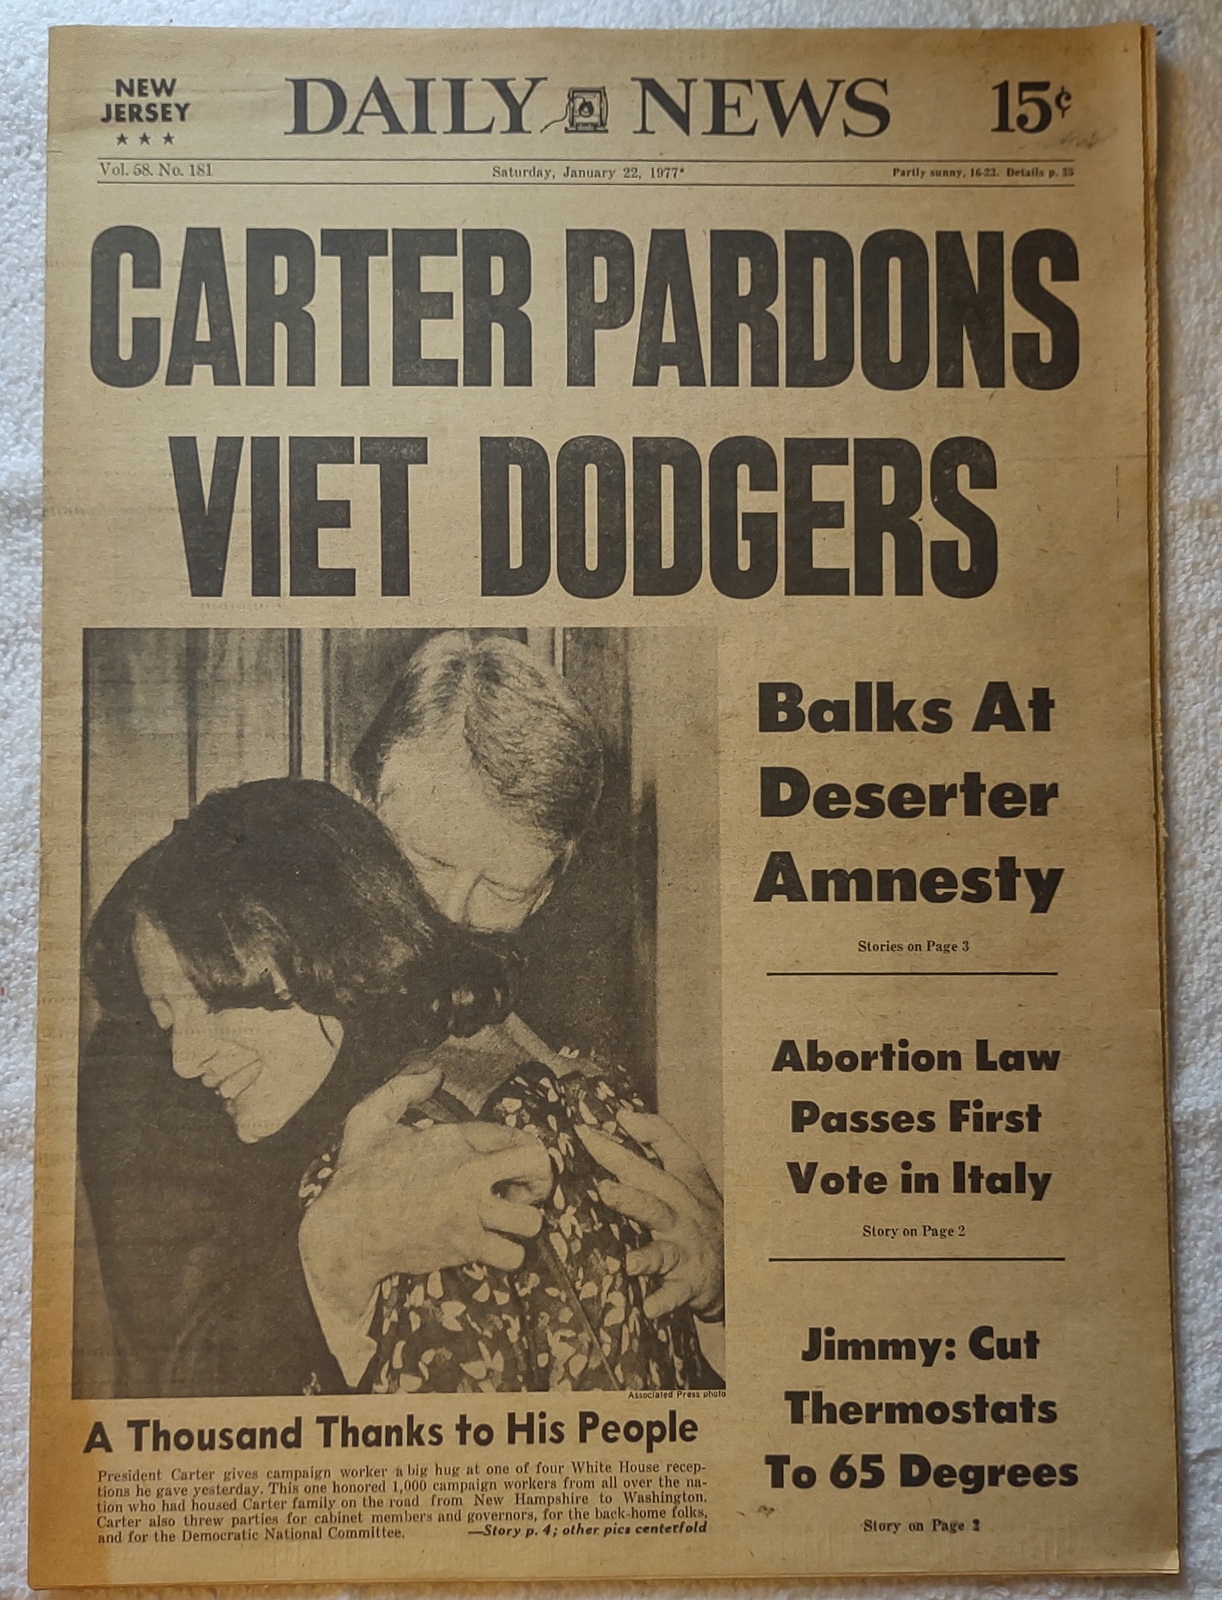 NEW
JERSEY
★ ★ ★
DAILY NEWS
15¢
Vol. 58. No. 181
Saturday, January 22, 1977*
Partly sunny, 16-23. Details p. 35
CARTER PARDONS
VIET DODGERS
Balks At
Deserter
Amnesty
Stories on Page 3
Abortion Law
Passes First
Vote in Italy
Story on Page 2
Jimmy: Cut
Thermostats
To 65 Degrees
Story on Page 2
Associated Press photo
A Thousand Thanks to His People
President Carter gives campaign worker a big hug at one of four White House recep-
tions he gave yesterday. This one honored 1,000 campaign workers from all over the na-
tion who had housed Carter family on the road from New Hampshire to Washington.
Carter also threw parties for cabinet members and governors, for the back-home folks,
and for the Democratic National Committee. —Story p. 4; other pics centerfold